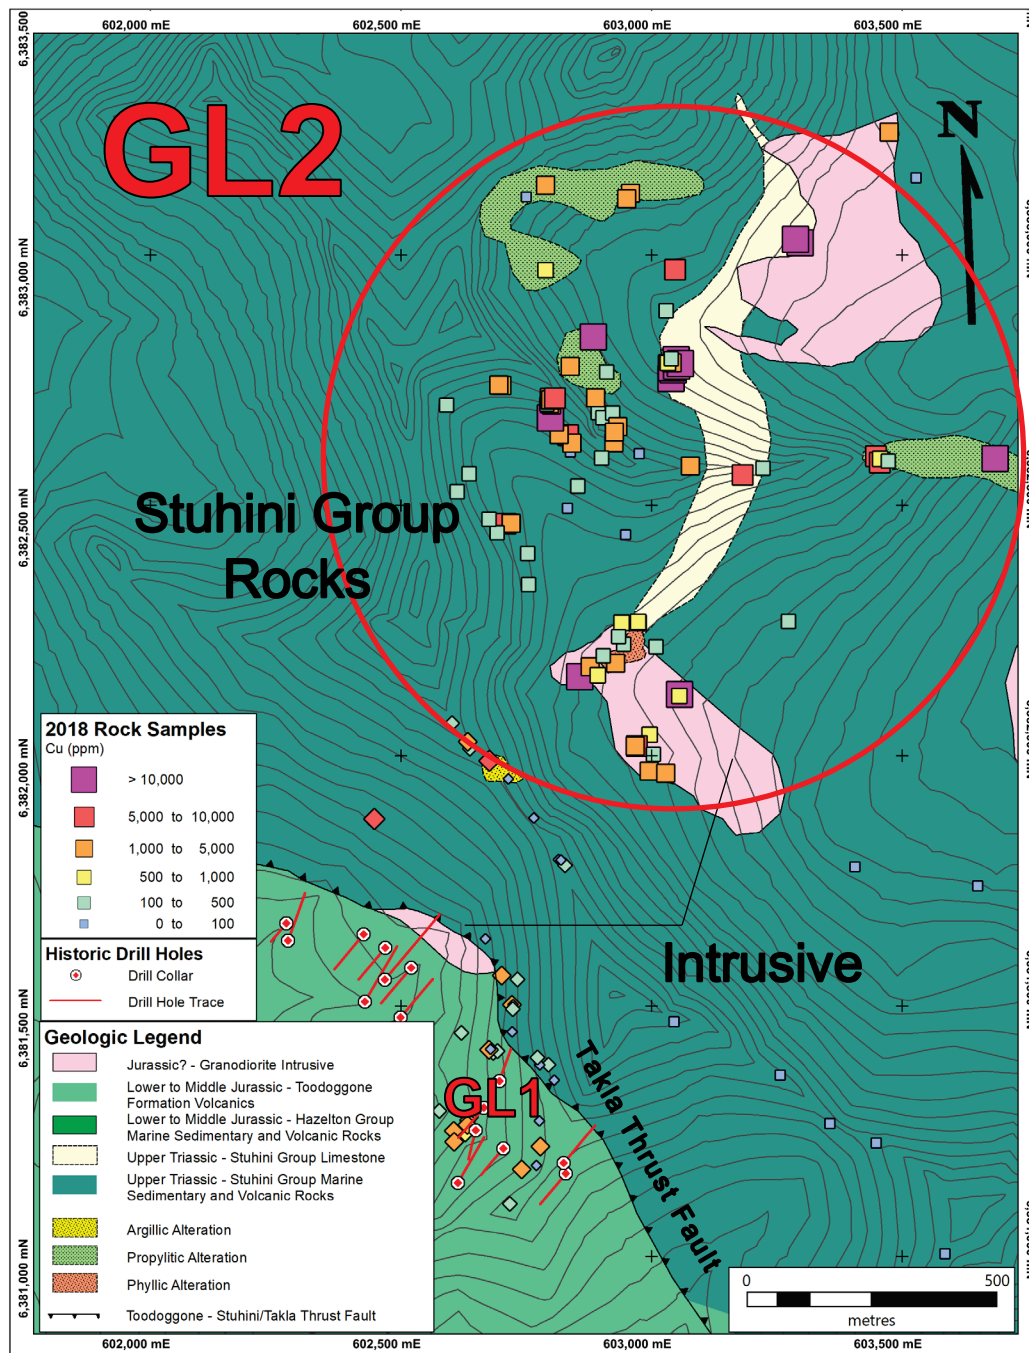 602,000 mE
602,500 mE
603,000 mE
603,500 mE
6,383,500
6,383,000 mN
6,382,500 mN
6,382,000 mN
6,381,500 mN
6,381,000 mN
GL2
N
Stuhini Group
Rocks
2018 Rock Samples
Cu (ppm)
> 10,000
5,000 to 10,000
1,000 to 5,000
500 to 1,000
100 to 500
0 to 100
Historic Drill Holes
Drill Collar
Drill Hole Trace
Geologic Legend
Jurassic? - Granodiorite Intrusive
Lower to Middle Jurassic - Toodoggone
Formation Volcanics
Lower to Middle Jurassic - Hazelton Group
Marine Sedimentary and Volcanic Rocks
Upper Triassic - Stuhini Group Limestone
Upper Triassic - Stuhini Group Marine
Sedimentary and Volcanic Rocks
Argillic Alteration
Propylitic Alteration
Phyllic Alteration
Toodoggone - Stuhini/Takla Thrust Fault
Intrusive
GL1
Takla Thrust Fault
0 500
metres
602,000 mE
602,500 mE
603,000 mE
603,500 mE